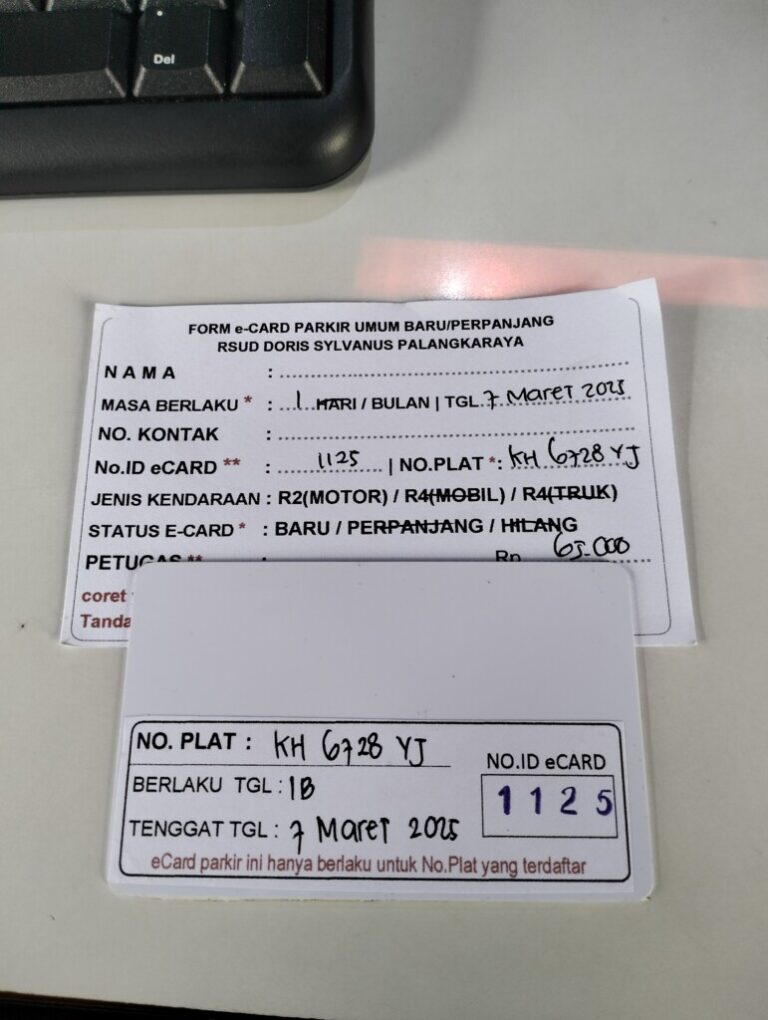 Del
FORM e-CARD PARKIR UMUM BARU/PERPANJANG
RSUD DORIS SYLVANUS PALANGKARAYA
NAMA :
MASA BERLAKU * : 1 HARI / BULAN | TGL 7 Maret 2025
NO. KONTAK :
No.ID eCARD ** : 1125 | NO.PLAT *: KH 6728 YJ
JENIS KENDARAAN : R2(MOTOR) / R4(MOBIL) / R4(TRUK)
STATUS E-CARD * : BARU / PERPANJANG / HILANG
PETUGAS ** : Rp 65.000
coret
Tanda
NO. PLAT : KH 6728 YJ
BERLAKU TGL : 1B
NO.ID eCARD
1125
TENGGAT TGL : 7 Maret 2025
eCard parkir ini hanya berlaku untuk No.Plat yang terdaftar